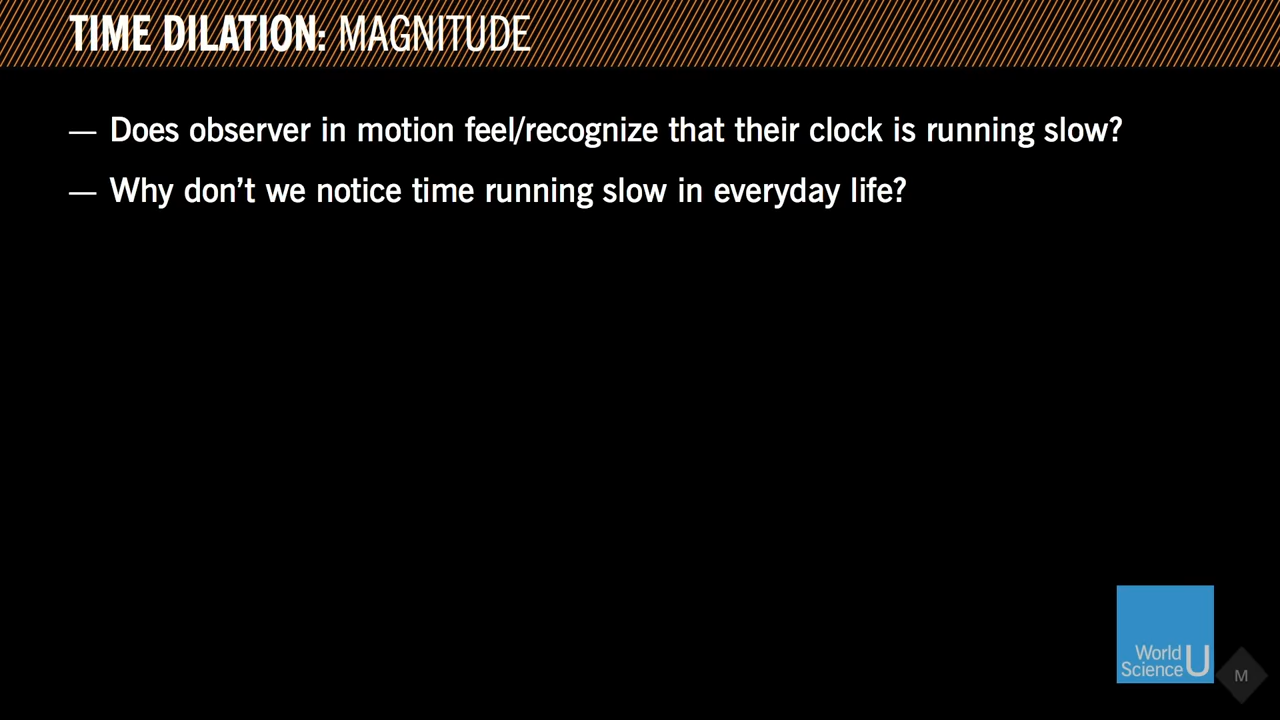 TIME DILATION: MAGNITUDE
— Does observer in motion feel/recognize that their clock is running slow?
— Why don’t we notice time running slow in everyday life?
World
Science U
M